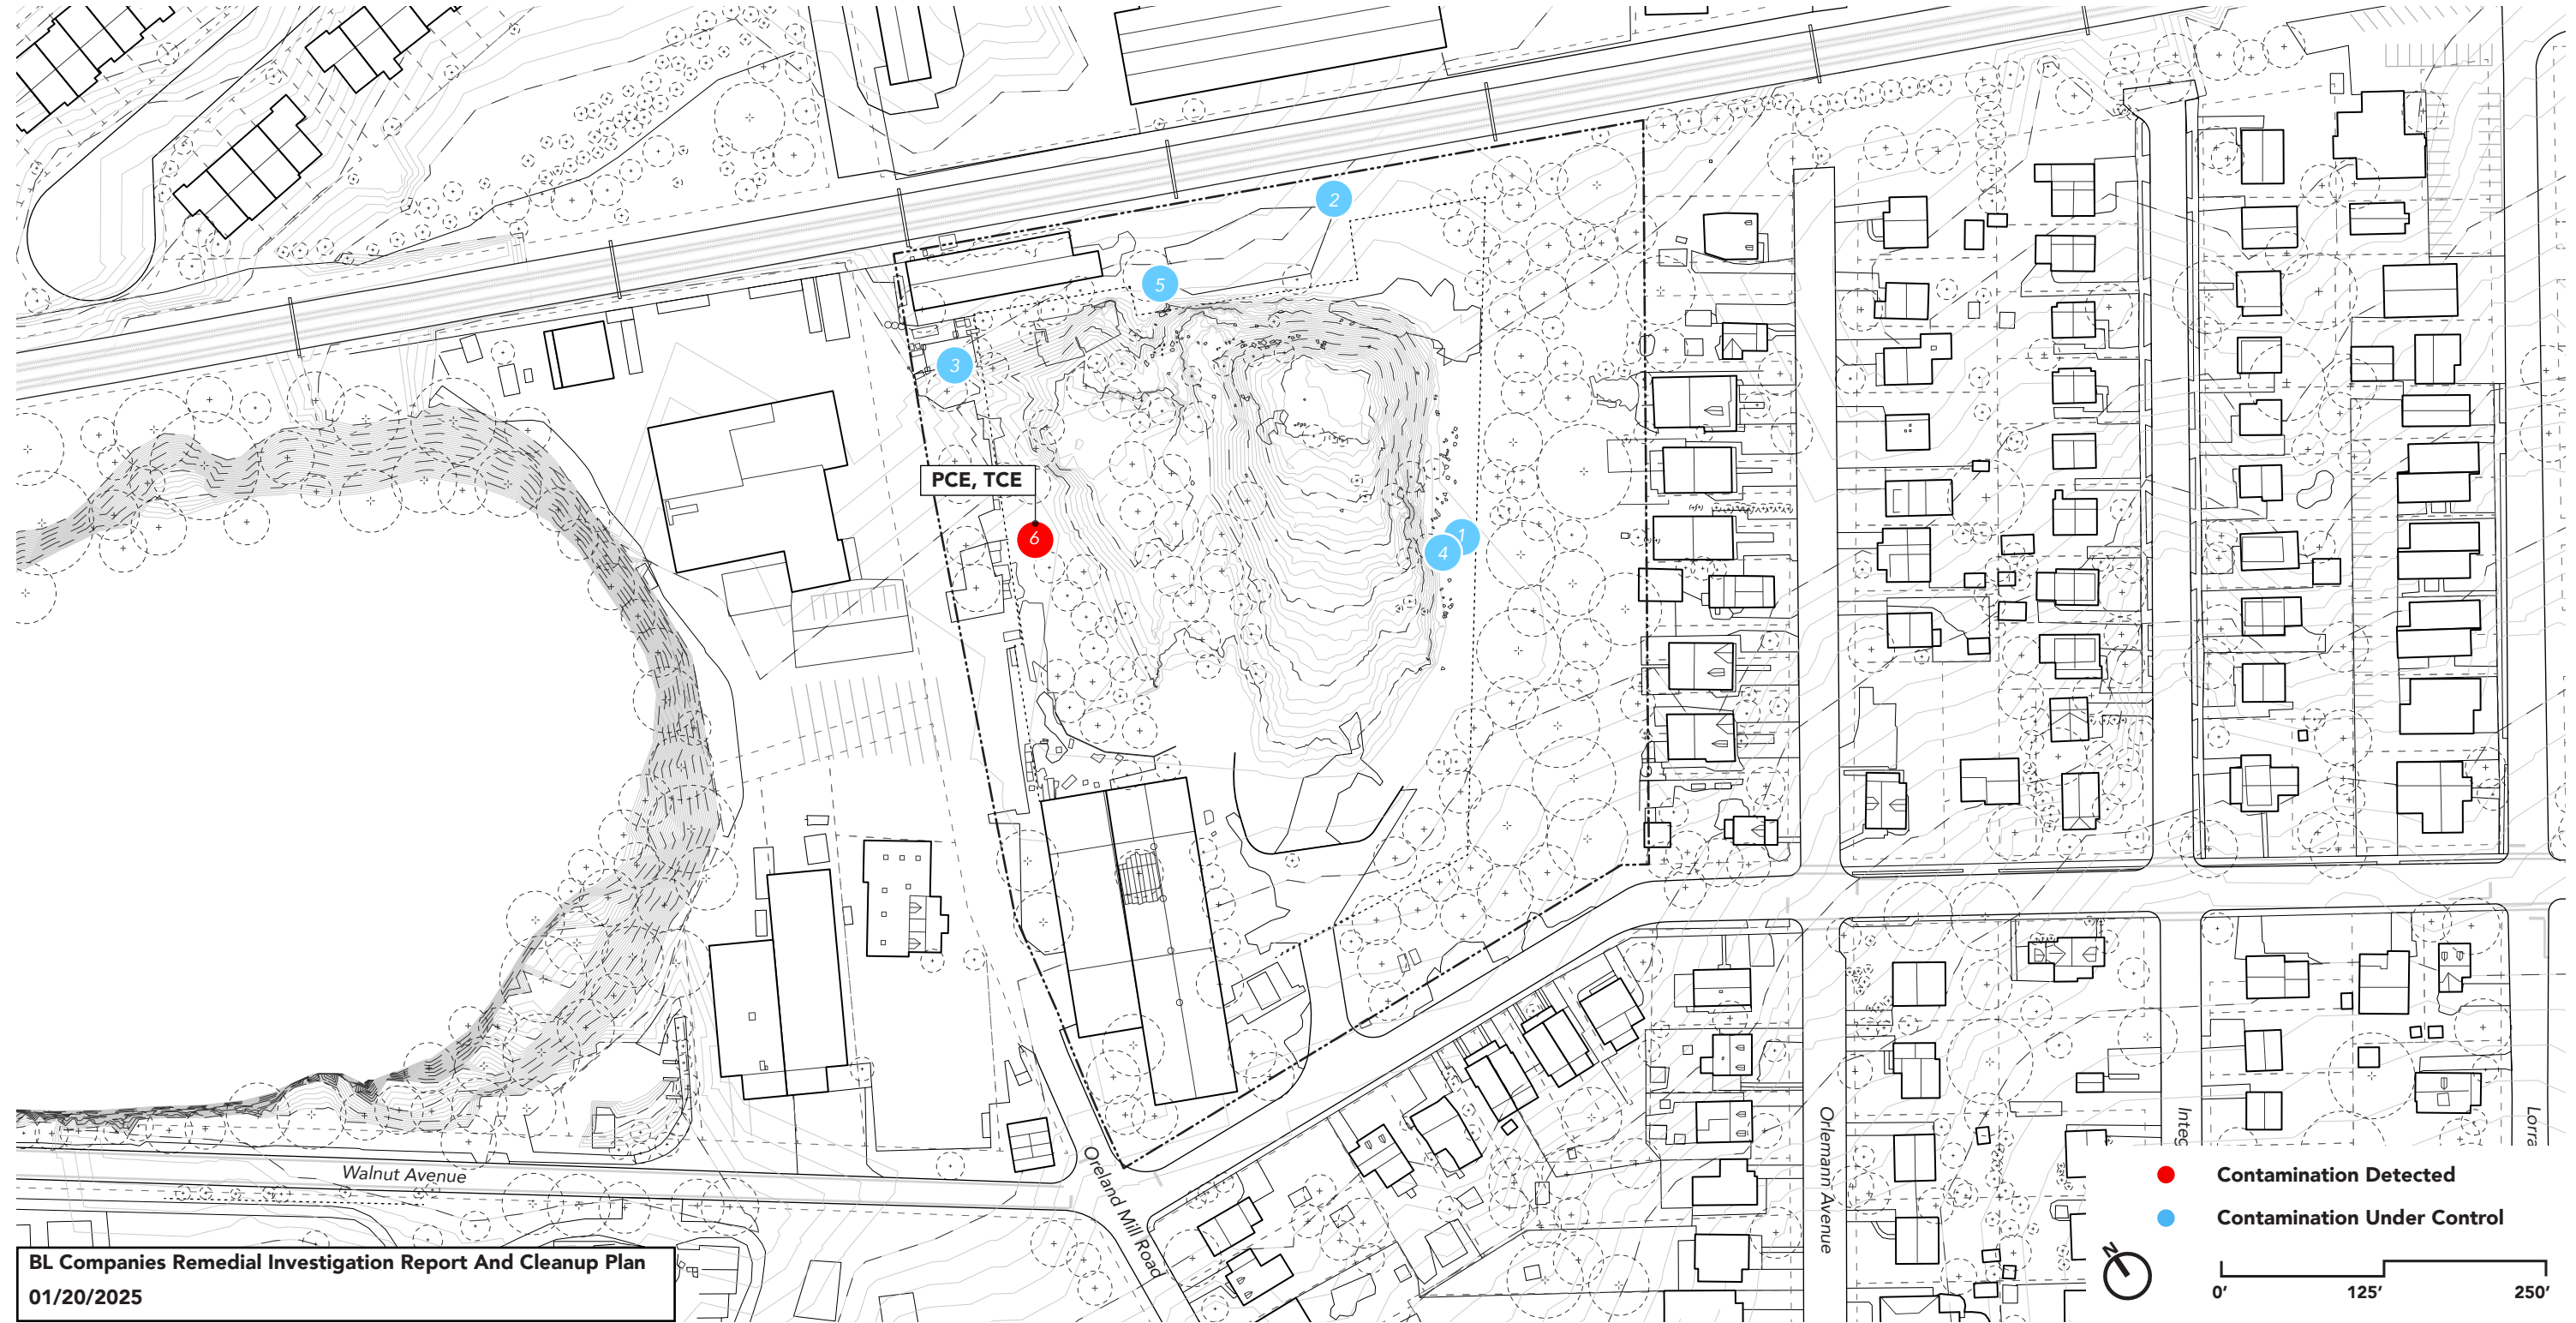 2
5
3
PCE, TCE
6
1
4
Walnut Avenue
Oreland Mill Road
Orlemann Avenue
Contamination Detected
Contamination Under Control
N
0’
125’
250’
BL Companies Remedial Investigation Report And Cleanup Plan
01/20/2025